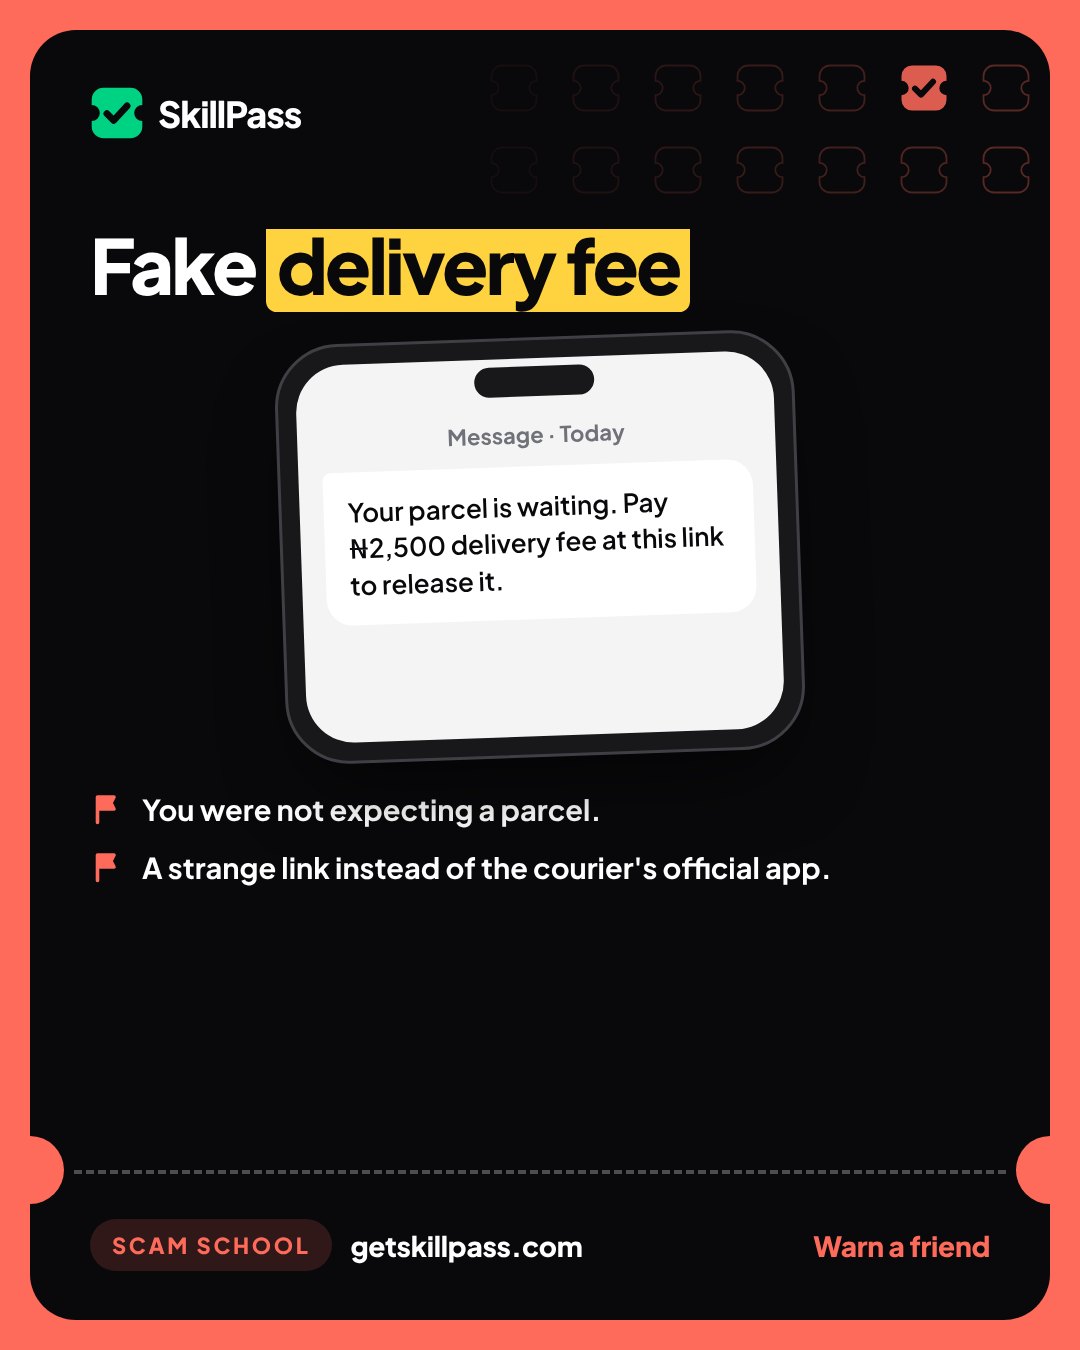 SkillPass
Fake delivery fee
Message · Today
Your parcel is waiting. Pay
₦2,500 delivery fee at this link
to release it.
You were not expecting a parcel.
A strange link instead of the courier's official app.
SCAM SCHOOL
getskillpass.com
Warn a friend